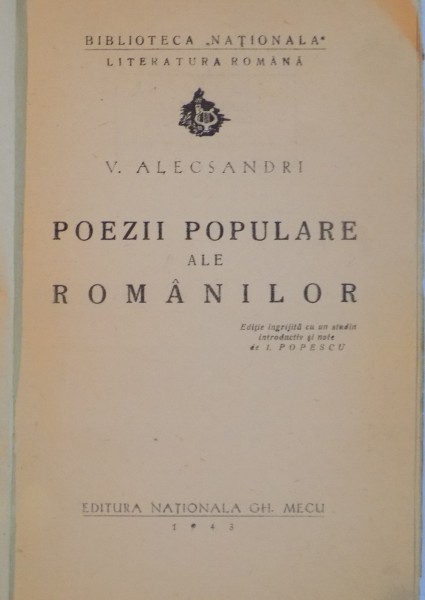 BIBLIOTECA „NAȚIONALA"
LITERATURA ROMÂNĂ
V. ALECSANDRI
POEZII POPULARE
ALE
ROMÂNILOR
Ediție îngrijită cu un studiu
introductiv și note
de I. POPESCU
EDITURA NAȚIONALA GH. MECU
1943